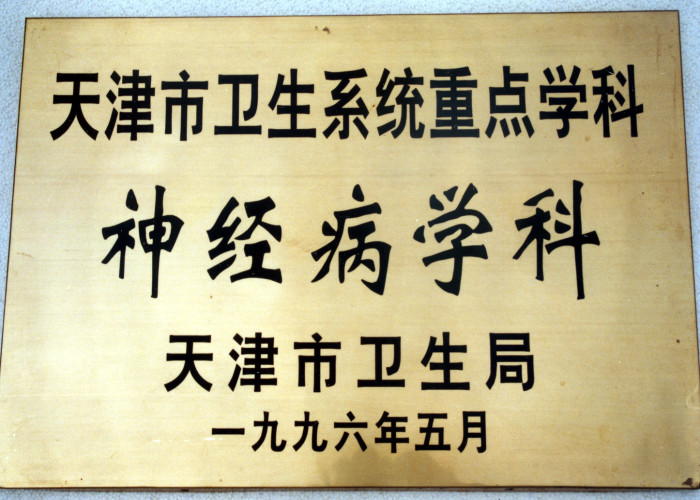 天津市卫生系统重点学科
神经病学科
天津市卫生局
一九九六年五月